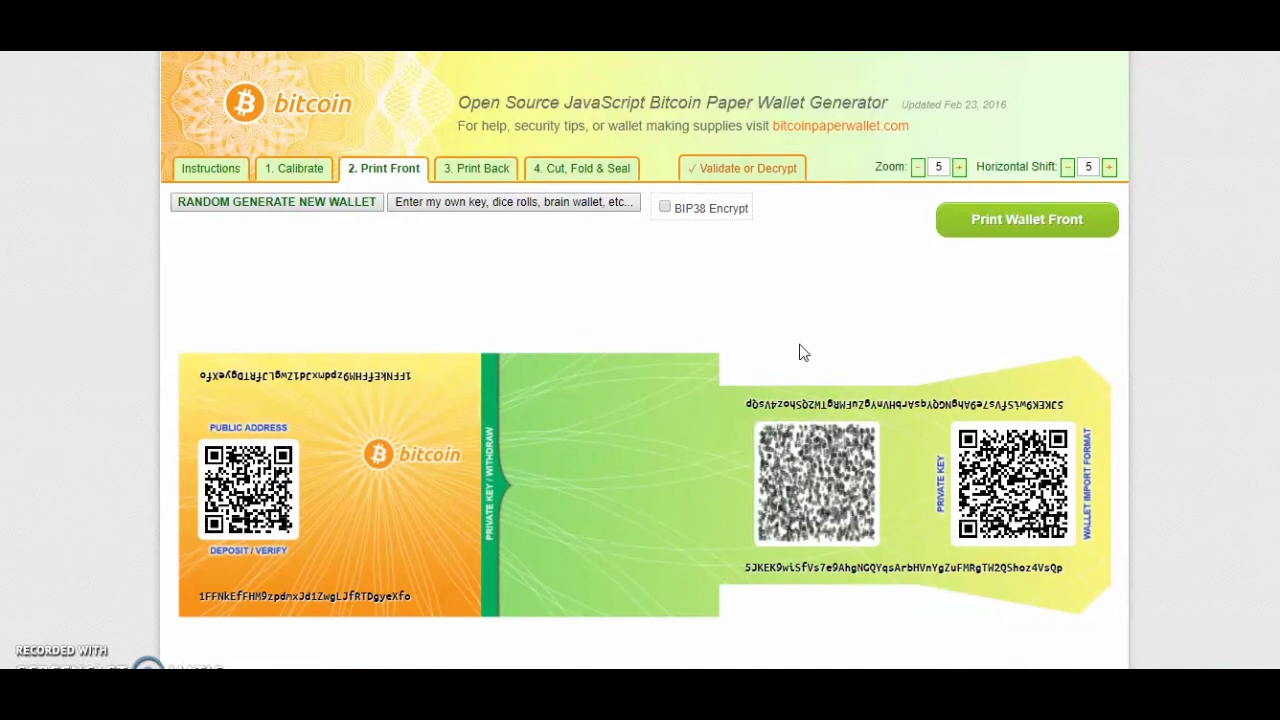 bitcoin
Open Source JavaScript Bitcoin Paper Wallet Generator Updated Feb 23, 2016
For help, security tips, or wallet making supplies visit bitcoinpaperwallet.com
Instructions 1. Calibrate 2. Print Front 3. Print Back 4. Cut, Fold & Seal ✓ Validate or Decrypt Zoom: - 5 + Horizontal Shift: - 5 +
RANDOM GENERATE NEW WALLET Enter my own key, dice rolls, brain wallet, etc... BIP38 Encrypt
Print Wallet Front
PUBLIC ADDRESS
bitcoin
DEPOSIT / VERIFY
1FFNkEfFHM9zpdmxJd1ZwgLJfRTDgyeXfo
PRIVATE KEY / WITHDRAW
PRIVATE KEY
WALLET IMPORT FORMAT
5JKEK9wiSfVs7e9AhgNGQYqsArbHVnYgZuFMRgTW2QShoz4VsQp
RECORDED WITH